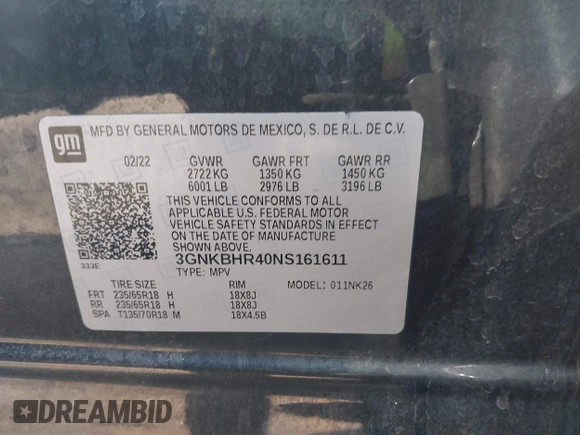 gm MFD BY GENERAL MOTORS DE MEXICO, S. DE R.L. DE C.V.
02/22 GVWR GAWR FRT GAWR RR
2722 KG 1350 KG 1450 KG
6001 LB 2976 LB 3196 LB
THIS VEHICLE CONFORMS TO ALL
APPLICABLE U.S. FEDERAL MOTOR
VEHICLE SAFETY STANDARDS IN EFFECT
ON THE DATE OF MANUFACTURE
SHOWN ABOVE.
333E 3GNKBHR40NS161611
TYPE: MPV
TIRE SIZE RIM MODEL: 011NK26
FRT 235/65R18 H 18X8J
RR 235/65R18 H 18X8J
SPA T135/70R18 M 18X4.5B
DREAMBID